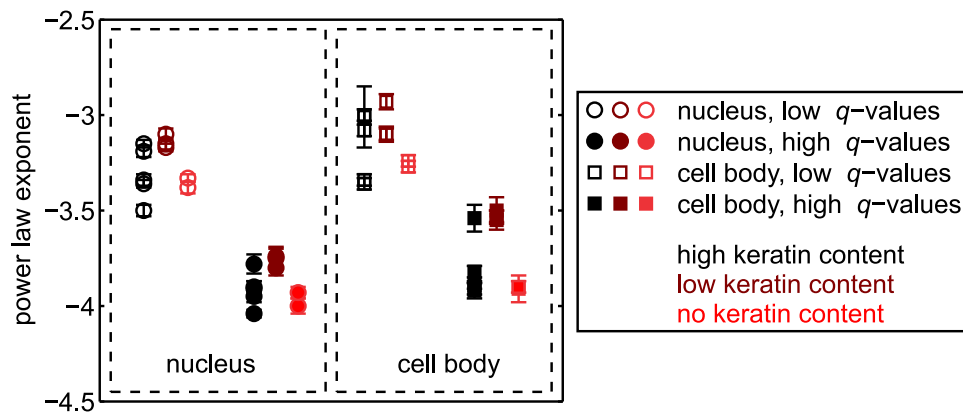 power law exponent
−2.5
−3
−3.5
−4
−4.5
nucleus
cell body
nucleus, low q−values
nucleus, high q−values
cell body, low q−values
cell body, high q−values
high keratin content
low keratin content
no keratin content